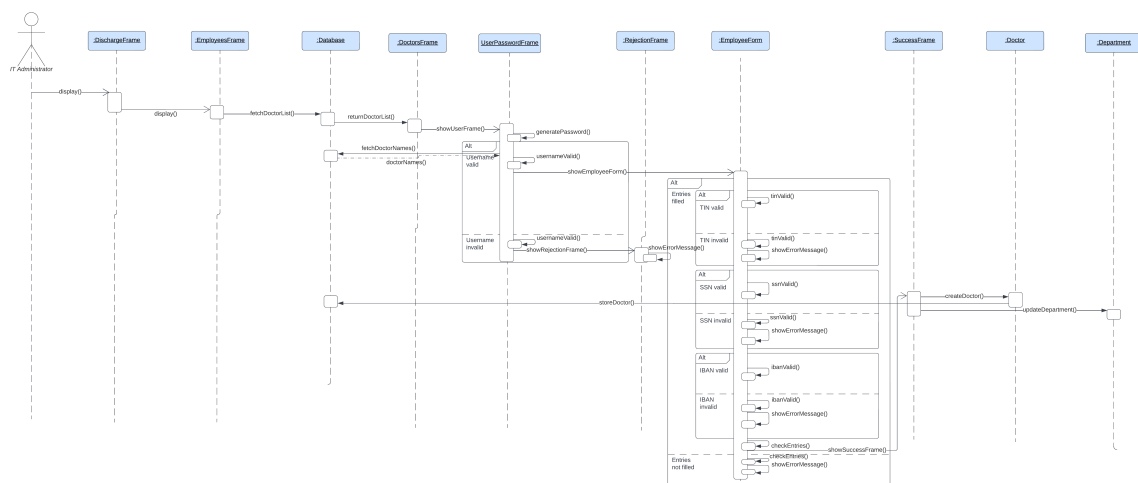 :DischargeFrame
:EmployeesFrame
:Database
:DoctorsFrame
UserPasswordFrame
:RejectionFrame
:EmployeeForm
:SuccessFrame
:Doctor
:Department
IT Administrator
display()
display()
fetchDoctorList()
returnDoctorList()
showUserFrame()
generatePassword()
Alt
fetchDoctorNames()
Username
valid
usernameValid()
doctorNames()
showEmployeeForm()
Alt
Entries
filled
Alt
TIN valid
tinValid()
Username
invalid
usernameValid()
showRejectionFrame()
showErrorMessage()
TIN invalid
tinValid()
showErrorMessage()
Alt
SSN valid
ssnValid()
createDoctor()
storeDoctor()
updateDepartment()
SSN invalid
ssnValid()
showErrorMessage()
Alt
IBAN valid
ibanValid()
IBAN
invalid
ibanValid()
showErrorMessage()
checkEntries()
showSuccessFrame()
Entries
not filled
checkEntries()
showErrorMessage()